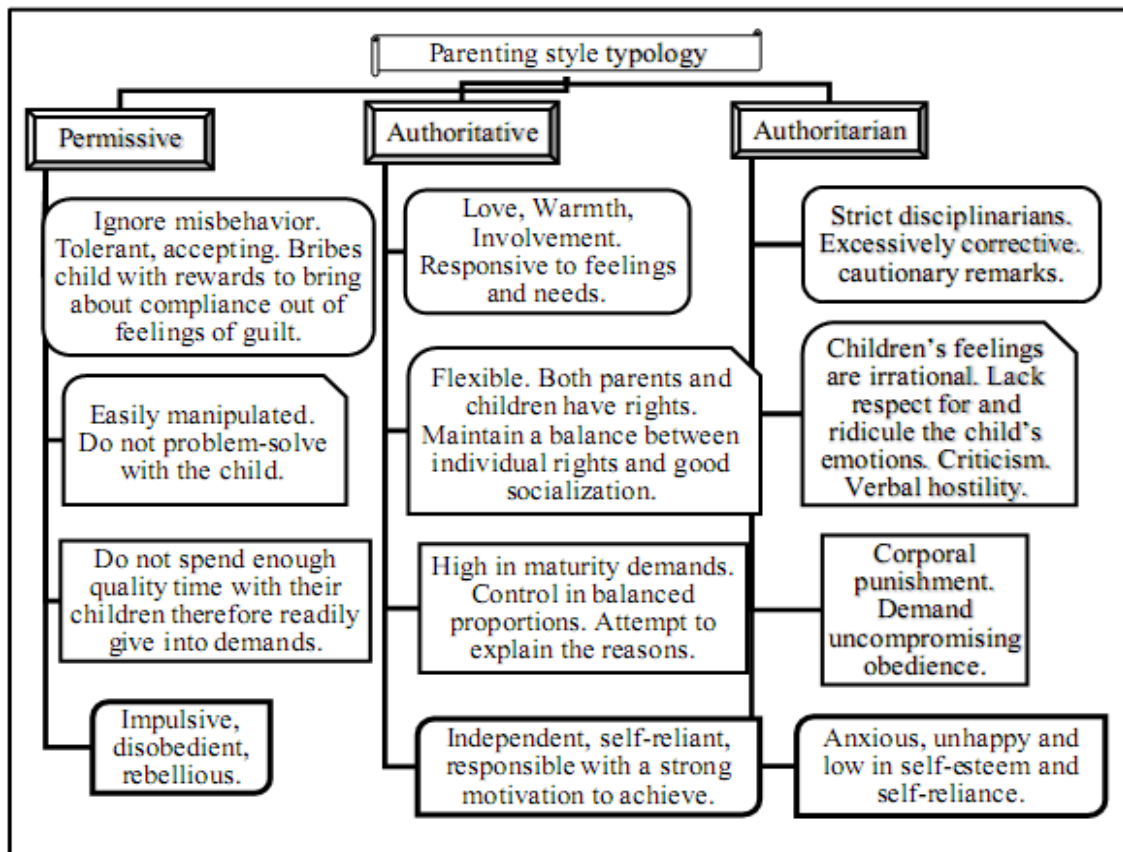 Parenting style typology
Permissive
Authoritative
Authoritarian
Ignore misbehavior.
Tolerant, accepting. Bribes
child with rewards to bring
about compliance out of
feelings of guilt.
Easily manipulated.
Do not problem-solve
with the child.
Do not spend enough
quality time with their
children therefore readily
give into demands.
Impulsive,
disobedient,
rebellious.
Love, Warmth,
Involvement.
Responsive to feelings
and needs.
Flexible. Both parents and
children have rights.
Maintain a balance between
individual rights and good
socialization.
High in maturity demands.
Control in balanced
proportions. Attempt to
explain the reasons.
Independent, self-reliant,
responsible with a strong
motivation to achieve.
Strict disciplinarians.
Excessively corrective.
cautionary remarks.
Children's feelings
are irrational. Lack
respect for and
ridicule the child's
emotions. Criticism.
Verbal hostility.
Corporal
punishment.
Demand
uncompromising
obedience.
Anxious, unhappy and
low in self-esteem and
self-reliance.